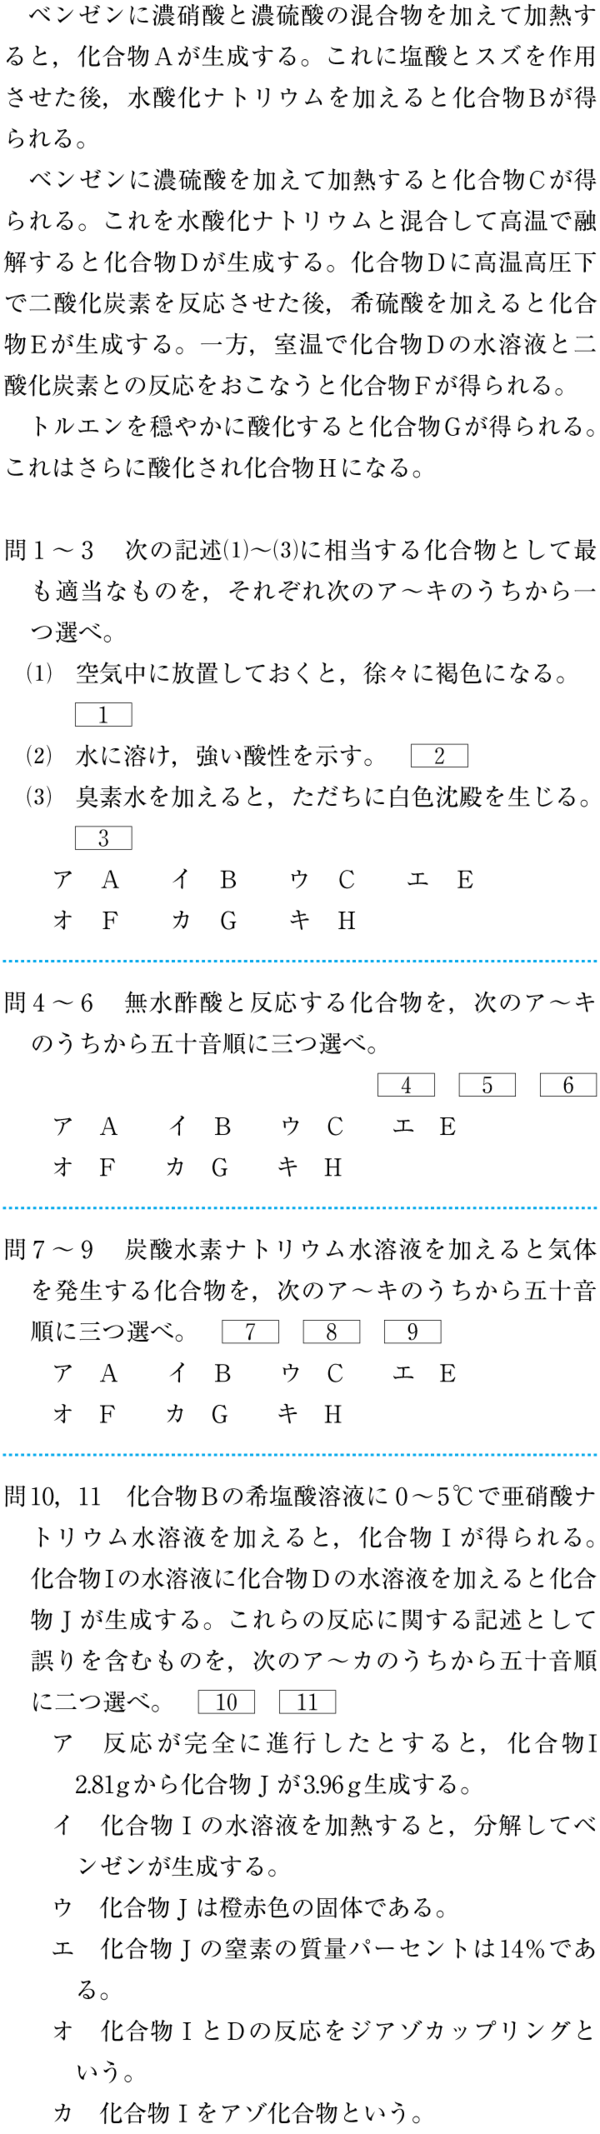 ベンゼンに濃硝酸と濃硫酸の混合物を加えて加熱す
ると，化合物Ａが生成する。これに塩酸とスズを作用
させた後，水酸化ナトリウムを加えると化合物Ｂが得
られる。
ベンゼンに濃硫酸を加えて加熱すると化合物Ｃが得
られる。これを水酸化ナトリウムと混合して高温で融
解すると化合物Ｄが生成する。化合物Ｄに高温高圧下
で二酸化炭素を反応させた後，希硫酸を加えると化合
物Ｅが生成する。一方，室温で化合物Ｄの水溶液と二
酸化炭素との反応をおこなうと化合物Ｆが得られる。
トルエンを穏やかに酸化すると化合物Ｇが得られる。
これはさらに酸化され化合物Ｈになる。
問１～３　次の記述⑴～⑶に相当する化合物として最
も適当なものを，それぞれ次のア～キのうちから一
つ選べ。
⑴　空気中に放置しておくと，徐々に褐色になる。
1
⑵　水に溶け，強い酸性を示す。　2
⑶　臭素水を加えると，ただちに白色沈殿を生じる。
3
ア　Ａ　イ　Ｂ　ウ　Ｃ　エ　Ｅ
オ　Ｆ　カ　Ｇ　キ　Ｈ
問４～６　無水酢酸と反応する化合物を，次のア～キ
のうちから五十音順に三つ選べ。
4　5　6
ア　Ａ　イ　Ｂ　ウ　Ｃ　エ　Ｅ
オ　Ｆ　カ　Ｇ　キ　Ｈ
問７～９　炭酸水素ナトリウム水溶液を加えると気体
を発生する化合物を，次のア～キのうちから五十音
順に三つ選べ。　7　8　9
ア　Ａ　イ　Ｂ　ウ　Ｃ　エ　Ｅ
オ　Ｆ　カ　Ｇ　キ　Ｈ
問10，11　化合物Ｂの希塩酸溶液に０～５℃で亜硝酸ナ
トリウム水溶液を加えると，化合物Ｉが得られる。
化合物Ｉの水溶液に化合物Ｄの水溶液を加えると化合
物Ｊが生成する。これらの反応に関する記述として
誤りを含むものを，次のア～カのうちから五十音順
に二つ選べ。　10　11
ア　反応が完全に進行したとすると，化合物Ｉ
2.81ｇから化合物Ｊが3.96ｇ生成する。
イ　化合物Ｉの水溶液を加熱すると，分解してベ
ンゼンが生成する。
ウ　化合物Ｊは橙赤色の固体である。
エ　化合物Ｊの窒素の質量パーセントは14％であ
る。
オ　化合物ＩとＤの反応をジアゾカップリングと
いう。
カ　化合物Ｉをアゾ化合物という。